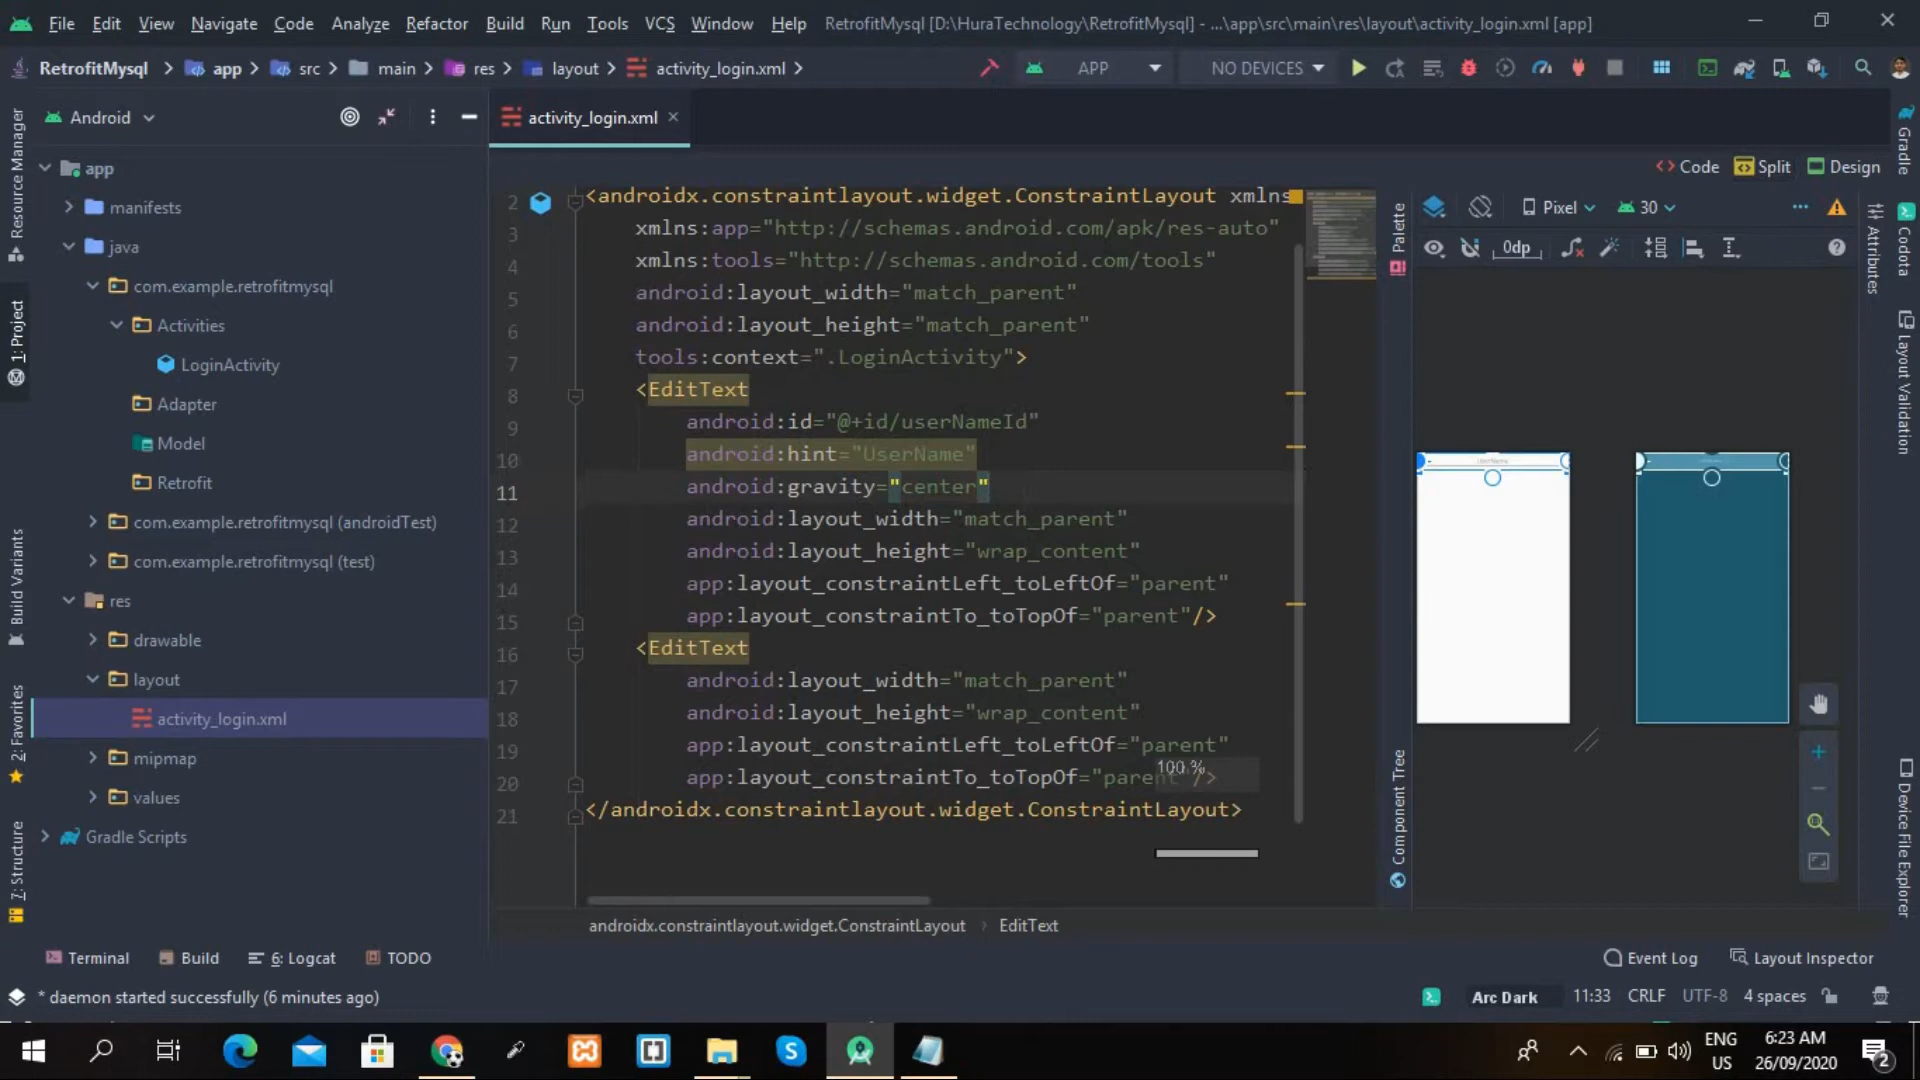 File Edit View Navigate Code Analyze Refactor Build Run Tools VCS Window Help RetrofitMysql [D:\HuraTechnology\RetrofitMysql] - ...\app\src\main\res\layout\activity_login.xml [app]
RetrofitMysql app src main res layout activity_login.xml APP NO DEVICES
Android
activity_login.xml
Code Split Design
Pixel 30
0dp
app
manifests
java
com.example.retrofitmysql
Activities
LoginActivity
Adapter
Model
Retrofit
com.example.retrofitmysql (androidTest)
com.example.retrofitmysql (test)
res
drawable
layout
activity_login.xml
mipmap
values
Gradle Scripts
Resource Manager
1: Project
Build Variants
2: Favorites
7: Structure
2 <androidx.constraintlayout.widget.ConstraintLayout xmlns
3 xmlns:app="http://schemas.android.com/apk/res-auto"
4 xmlns:tools="http://schemas.android.com/tools"
5 android:layout_width="match_parent"
6 android:layout_height="match_parent"
7 tools:context=".LoginActivity">
8 <EditText
9 android:id="@+id/userNameId"
10 android:hint="UserName"
11 android:gravity="center"
12 android:layout_width="match_parent"
13 android:layout_height="wrap_content"
14 app:layout_constraintLeft_toLeftOf="parent"
15 app:layout_constraintTo_toTopOf="parent"/>
16 <EditText
17 android:layout_width="match_parent"
18 android:layout_height="wrap_content"
19 app:layout_constraintLeft_toLeftOf="parent"
20 app:layout_constraintTo_toTopOf="parent"/>
100 %
21 </androidx.constraintlayout.widget.ConstraintLayout>
androidx.constraintlayout.widget.ConstraintLayout EditText
Palette
Component Tree
Attributes
Gradle
Codota
Layout Validation
Device File Explorer
Terminal Build 6: Logcat TODO Event Log Layout Inspector
* daemon started successfully (6 minutes ago) Arc Dark 11:33 CRLF UTF-8 4 spaces
ENG
US
6:23 AM
26/09/2020
2